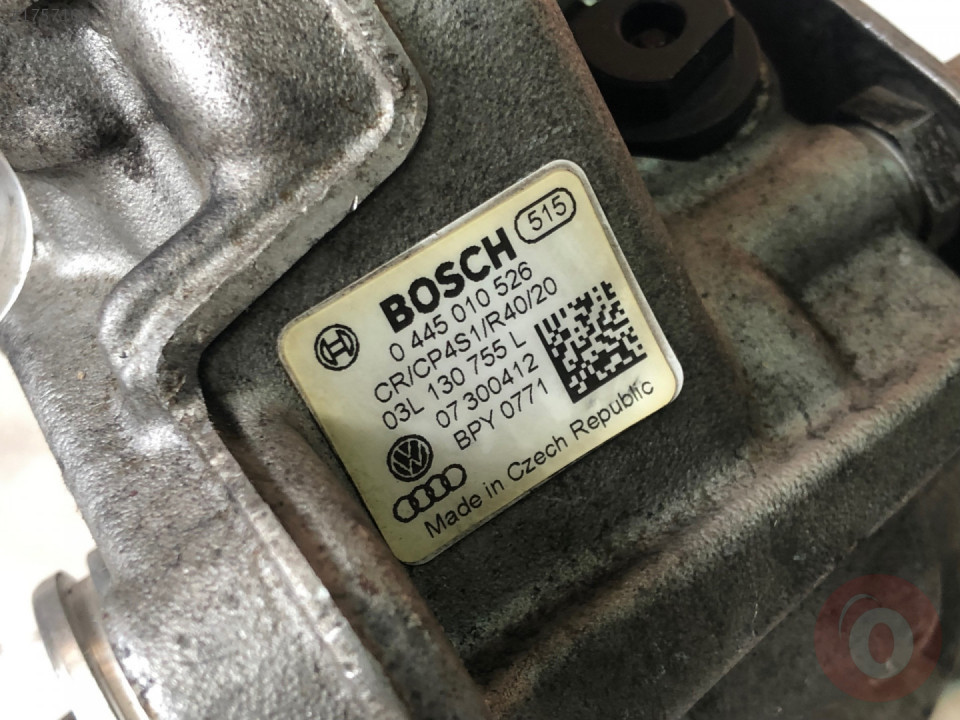 BOSCH 515
0 445 010 526
CR/CP4S1/R40/20
03L 130 755 L
07 300412
BPY 0771
Made in Czech Republic